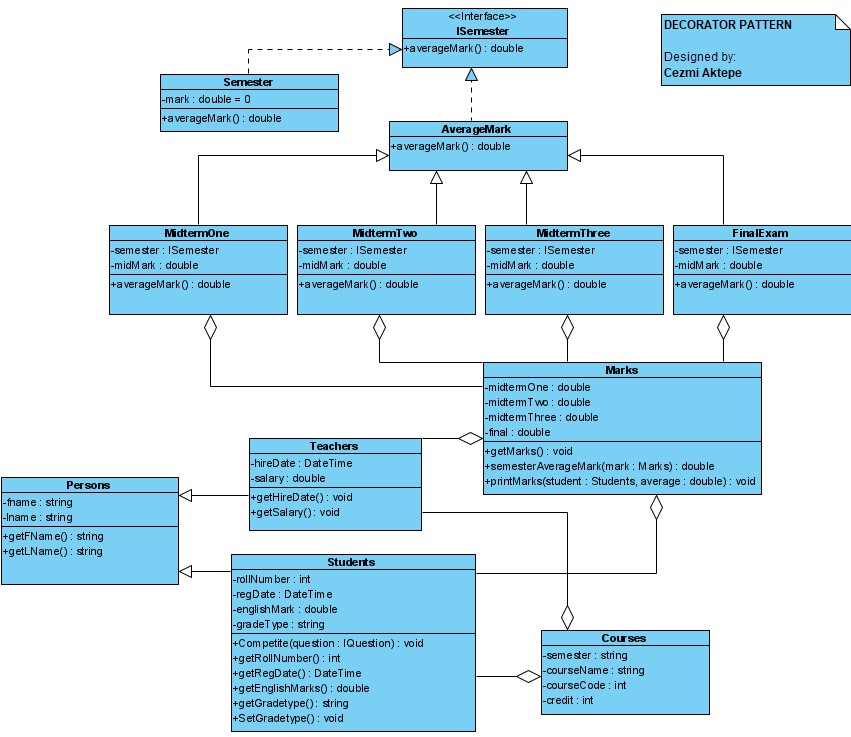 <<Interface>>
ISemester
+averageMark() : double
DECORATOR PATTERN
Designed by:
Cezmi Aktepe
Semester
-mark : double = 0
+averageMark() : double
AverageMark
+averageMark() : double
MidtermOne
-semester : ISemester
-midMark : double
+averageMark() : double
MidtermTwo
-semester : ISemester
-midMark : double
+averageMark() : double
MidtermThree
-semester : ISemester
-midMark : double
+averageMark() : double
FinalExam
-semester : ISemester
-midMark : double
+averageMark() : double
Marks
-midtermOne : double
-midtermTwo : double
-midtermThree : double
-final : double
+getMarks() : void
+semesterAverageMark(mark : Marks) : double
+printMarks(student : Students, average : double) : void
Teachers
-hireDate : DateTime
-salary : double
+getHireDate() : void
+getSalary() : void
Persons
-fname : string
-lname : string
+getFName() : string
+getLName() : string
Students
-rollNumber : int
-regDate : DateTime
-englishMark : double
-gradeType : string
+Competite(question : IQuestion) : void
+getRollNumber() : int
+getRegDate() : DateTime
+getEnglishMarks() : double
+getGradetype() : string
+SetGradetype() : void
Courses
-semester : string
-courseName : string
-courseCode : int
-credit : int